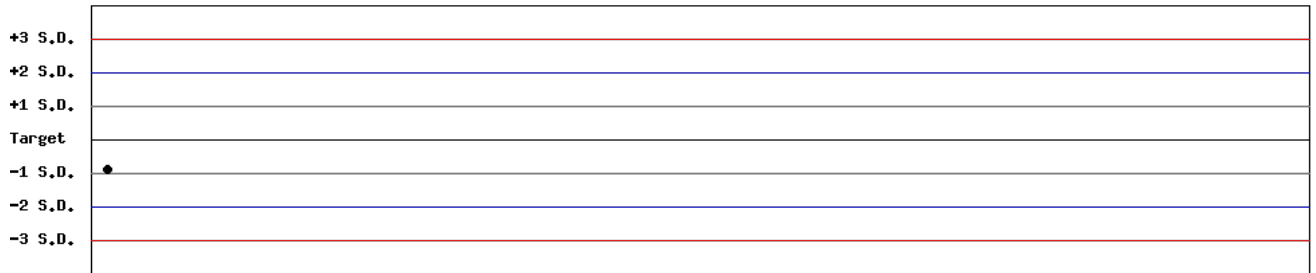 +3 S.D.
+2 S.D.
+1 S.D.
Target
-1 S.D.
-2 S.D.
-3 S.D.